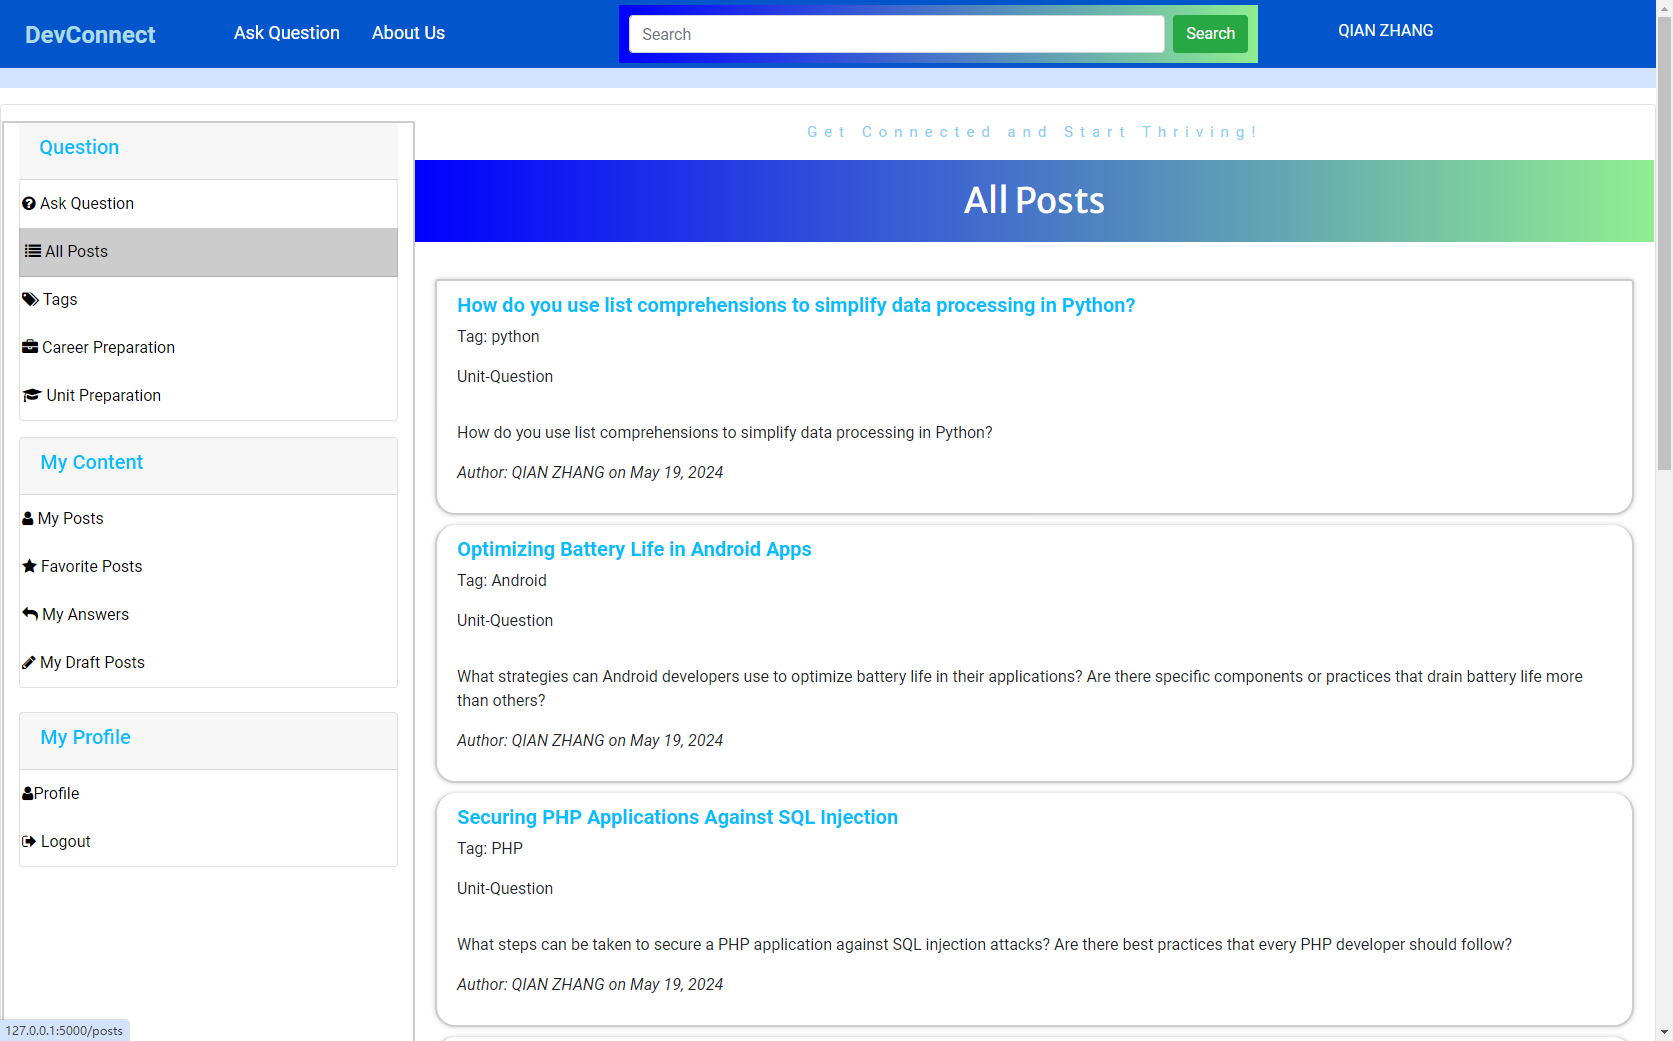 DevConnect
Ask Question
About Us
Search
Search
QIAN ZHANG
Question
Ask Question
All Posts
Tags
Career Preparation
Unit Preparation
My Content
My Posts
Favorite Posts
My Answers
My Draft Posts
My Profile
Profile
Logout
Get Connected and Start Thriving!
All Posts
How do you use list comprehensions to simplify data processing in Python?
Tag: python
Unit-Question
How do you use list comprehensions to simplify data processing in Python?
Author: QIAN ZHANG on May 19, 2024
Optimizing Battery Life in Android Apps
Tag: Android
Unit-Question
What strategies can Android developers use to optimize battery life in their applications? Are there specific components or practices that drain battery life more
than others?
Author: QIAN ZHANG on May 19, 2024
Securing PHP Applications Against SQL Injection
Tag: PHP
Unit-Question
What steps can be taken to secure a PHP application against SQL injection attacks? Are there best practices that every PHP developer should follow?
Author: QIAN ZHANG on May 19, 2024
127.0.0.1:5000/posts